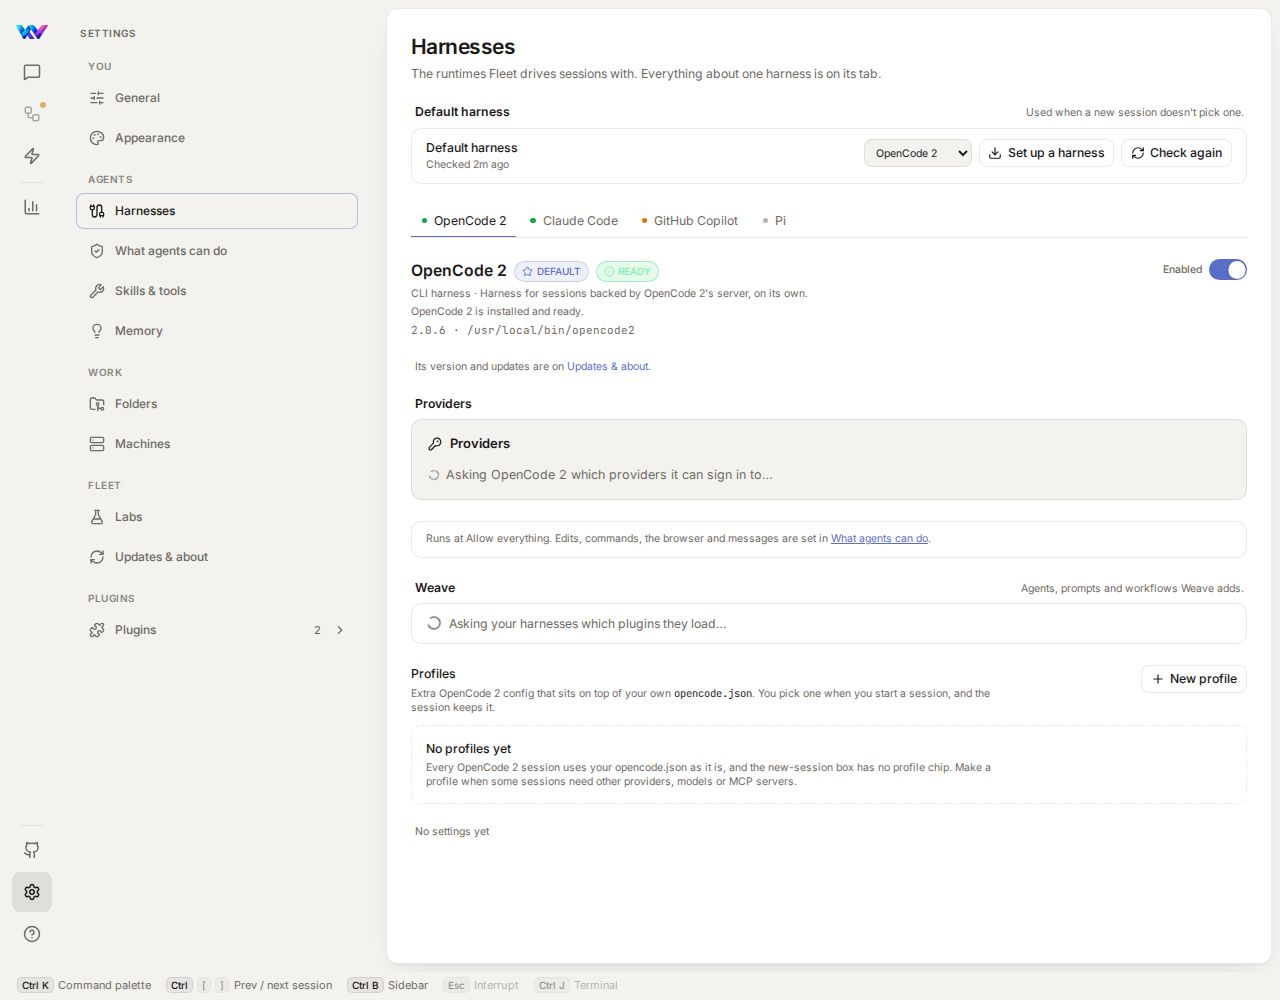 SETTINGS
YOU
General
Appearance
AGENTS
Harnesses
What agents can do
Skills & tools
Memory
WORK
Folders
Machines
FLEET
Labs
Updates & about
PLUGINS
Plugins 2
Harnesses
The runtimes Fleet drives sessions with. Everything about one harness is on its tab.
Default harness Used when a new session doesn't pick one.
Default harness
Checked 2m ago
OpenCode 2 Set up a harness Check again
OpenCode 2 Claude Code GitHub Copilot Pi
OpenCode 2 DEFAULT READY Enabled
CLI harness · Harness for sessions backed by OpenCode 2's server, on its own.
OpenCode 2 is installed and ready.
2.0.6 · /usr/local/bin/opencode2
Its version and updates are on Updates & about.
Providers
Providers
Asking OpenCode 2 which providers it can sign in to...
Runs at Allow everything. Edits, commands, the browser and messages are set in What agents can do.
Weave Agents, prompts and workflows Weave adds.
Asking your harnesses which plugins they load...
Profiles New profile
Extra OpenCode 2 config that sits on top of your own opencode.json. You pick one when you start a session, and the
session keeps it.
No profiles yet
Every OpenCode 2 session uses your opencode.json as it is, and the new-session box has no profile chip. Make a
profile when some sessions need other providers, models or MCP servers.
No settings yet
Ctrl K Command palette Ctrl [ ] Prev / next session Ctrl B Sidebar Esc Interrupt Ctrl J Terminal